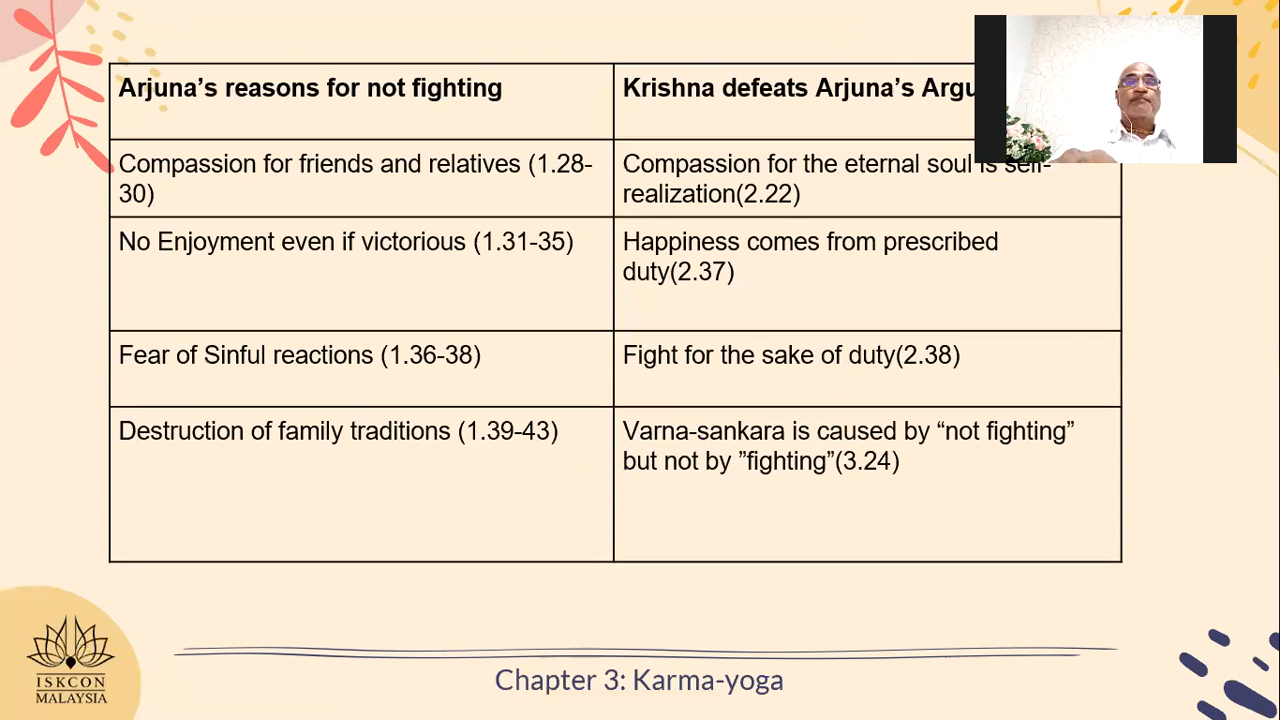 Arjuna's reasons for not fighting
Krishna defeats Arjuna's
Compassion for friends and relatives (1.28-
30)
Compassion for the eternal soul is self-
realization(2.22)
No Enjoyment even if victorious (1.31-35)
Happiness comes from prescribed
duty(2.37)
Fear of Sinful reactions (1.36-38)
Fight for the sake of duty(2.38)
Destruction of family traditions (1.39-43)
Varna-sankara is caused by “not fighting”
but not by ”fighting”(3.24)
ISKCON
MALAYSIA
Chapter 3: Karma-yoga